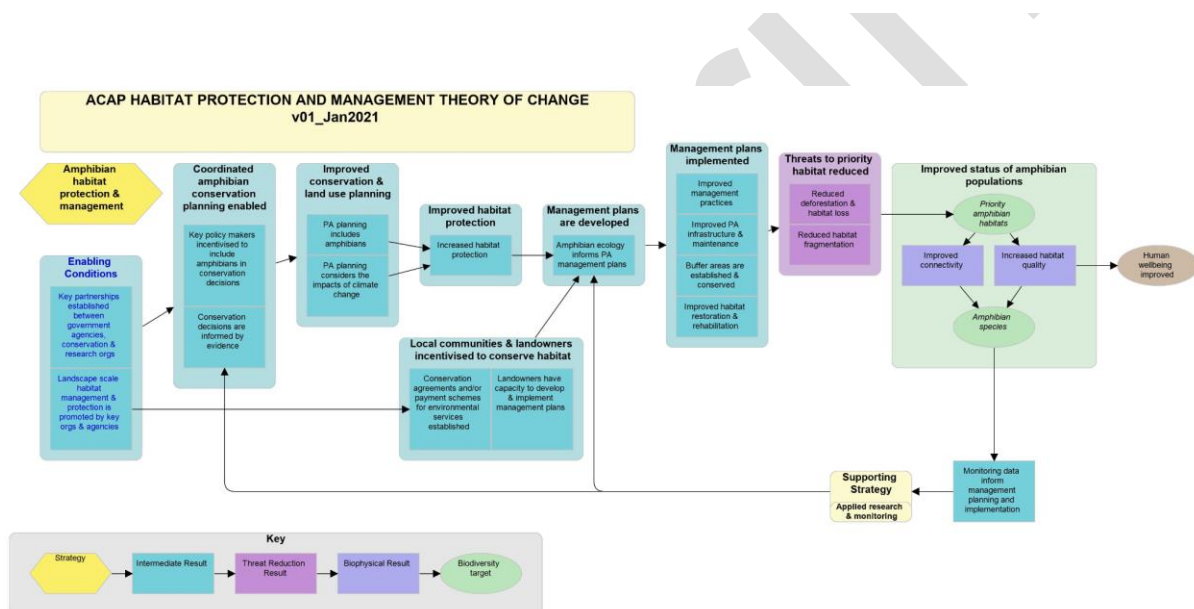 ACAP HABITAT PROTECTION AND MANAGEMENT THEORY OF CHANGE
v01_Jan2021
Amphibian
habitat
protection &
management
Enabling
Conditions
Key partnerships
established
between
government
agencies,
conservation &
research orgs
Landscape scale
habitat
management &
protection is
promoted by key
orgs & agencies
Coordinated
amphibian
conservation
planning enabled
Key policy makers
incentivised to
include
amphibians in
conservation
decisions
Conservation
decisions are
informed by
evidence
Improved
conservation &
land use planning
PA planning
includes
amphibians
PA planning
considers the
impacts of climate
change
Improved habitat
protection
Increased habitat
protection
Management plans
are developed
Amphibian ecology
informs PA
management plans
Local communities & landowners
incentivised to conserve habitat
Conservation
agreements and/or
payment schemes
for environmental
services
established
Landowners have
capacity to develop
& implement
management plans
Management plans
implemented
Improved
management
practices
Improved PA
infrastructure &
maintenance
Buffer areas are
established &
conserved
Improved habitat
restoration &
rehabilitation
Threats to priority
habitat reduced
Reduced
deforestation &
habitat loss
Reduced habitat
fragmentation
Improved status of amphibian
populations
Priority
amphibian
habitats
Improved
connectivity
Increased habitat
quality
Amphibian
species
Human
wellbeing
improved
Monitoring data
inform
management
planning and
implementation
Supporting
Strategy
Applied research
& monitoring
Key
Strategy
Intermediate Result
Threat Reduction
Result
Biophysical Result
Biodiversity
target